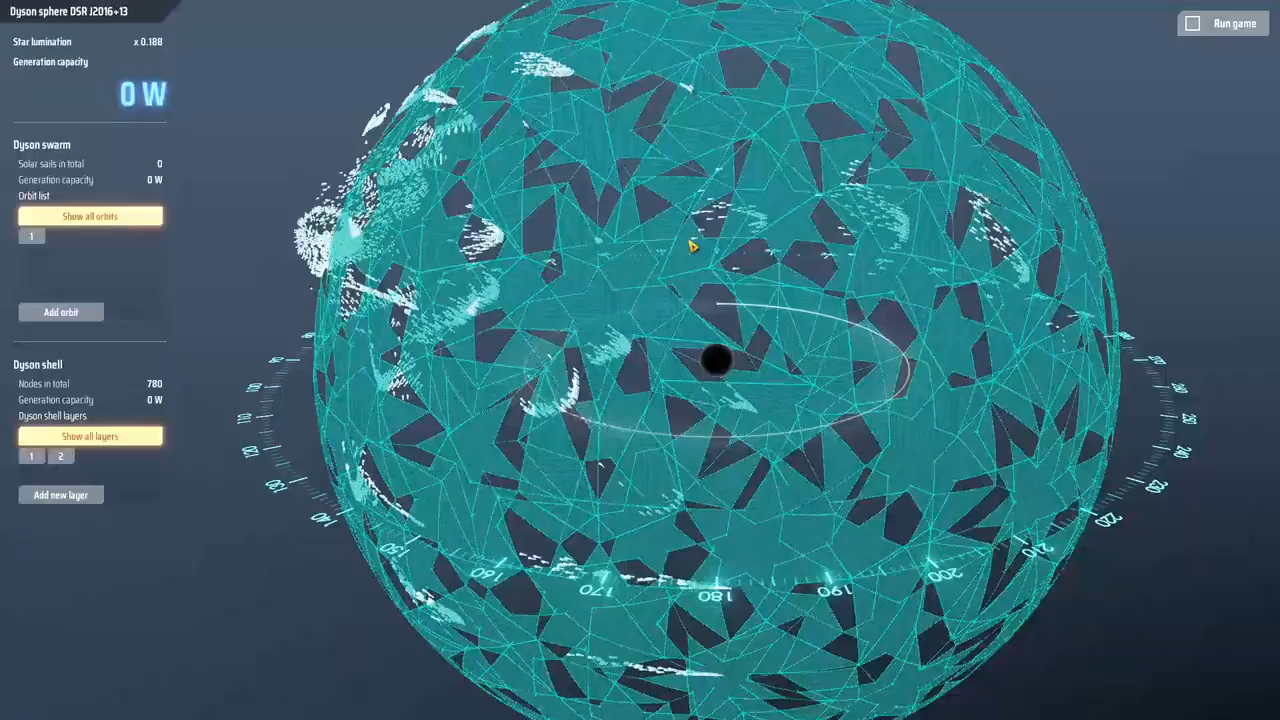 Dyson sphere DSR J2016+13
Run game
Star lumination x 0.188
Generation capacity
0 W
Dyson swarm
Solar sails in total 0
Generation capacity 0 W
Orbit list
Show all orbits
1
Add orbit
Dyson shell
Nodes in total 780
Generation capacity 0 W
Dyson shell layers
Show all layers
1 2
Add new layer
120
130
140
150
160
170
180
190
200
210
220
230
240